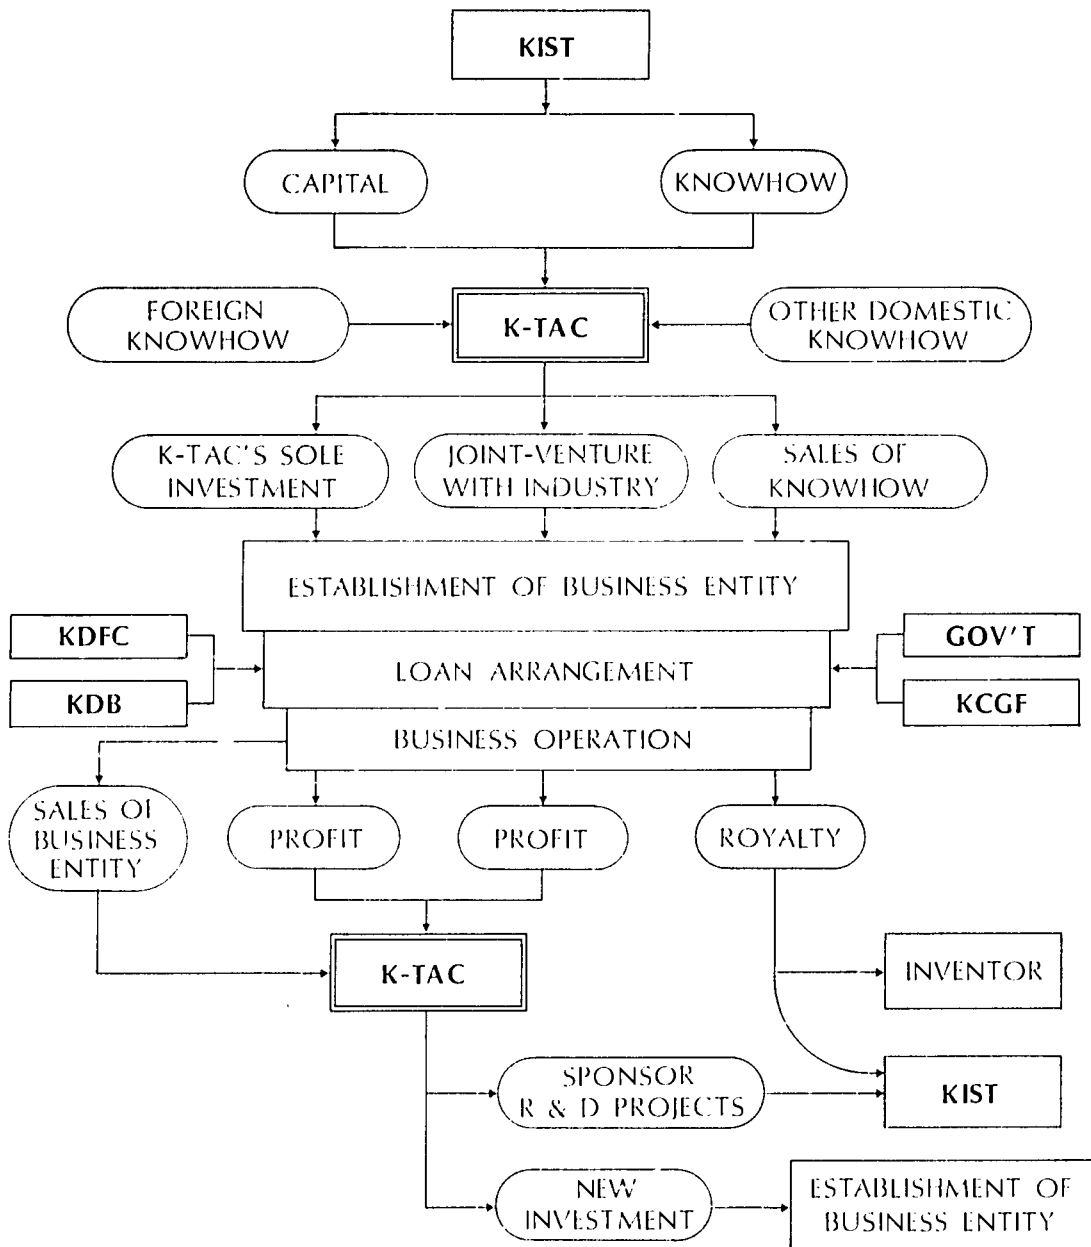 KIST
CAPITAL
KNOWHOW
FOREIGN
KNOWHOW
K-TAC
OTHER DOMESTIC
KNOWHOW
K-TAC'S SOLE
INVESTMENT
JOINT-VENTURE
WITH INDUSTRY
SALES OF
KNOWHOW
ESTABLISHMENT OF BUSINESS ENTITY
KDFC
GOV'T
LOAN ARRANGEMENT
KDB
KCGF
BUSINESS OPERATION
SALES OF
BUSINESS
ENTITY
PROFIT
PROFIT
ROYALTY
K-TAC
INVENTOR
SPONSOR
R & D PROJECTS
KIST
NEW
INVESTMENT
ESTABLISHMENT OF
BUSINESS ENTITY